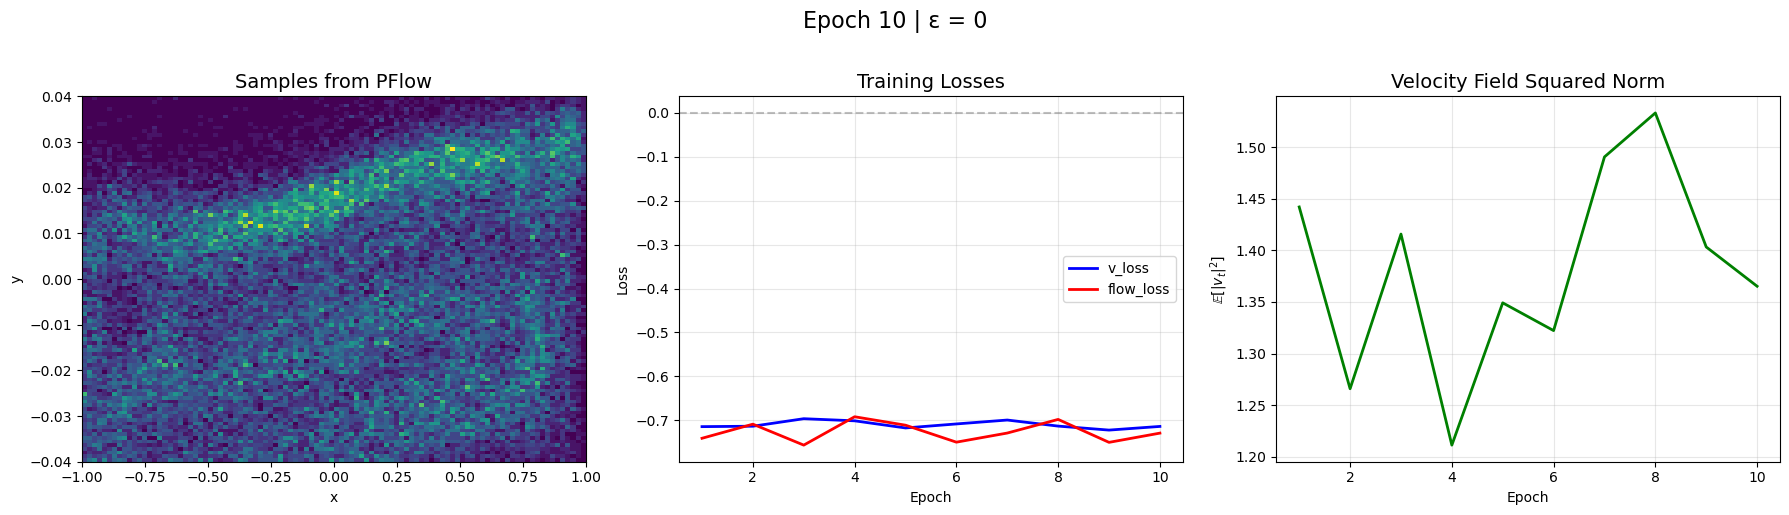 Epoch 10 | ε = 0
Samples from PFlow
0.04
0.03
0.02
0.01
0.00
−0.01
−0.02
−0.03
−0.04
y
−1.00 −0.75 −0.50 −0.25 0.00 0.25 0.50 0.75 1.00
x
Training Losses
0.0
−0.1
−0.2
−0.3
−0.4
−0.5
−0.6
−0.7
Loss
v_loss
flow_loss
2 4 6 8 10
Epoch
Velocity Field Squared Norm
1.50
1.45
1.40
1.35
1.30
1.25
1.20
𝔼[|v_t|²]
2 4 6 8 10
Epoch